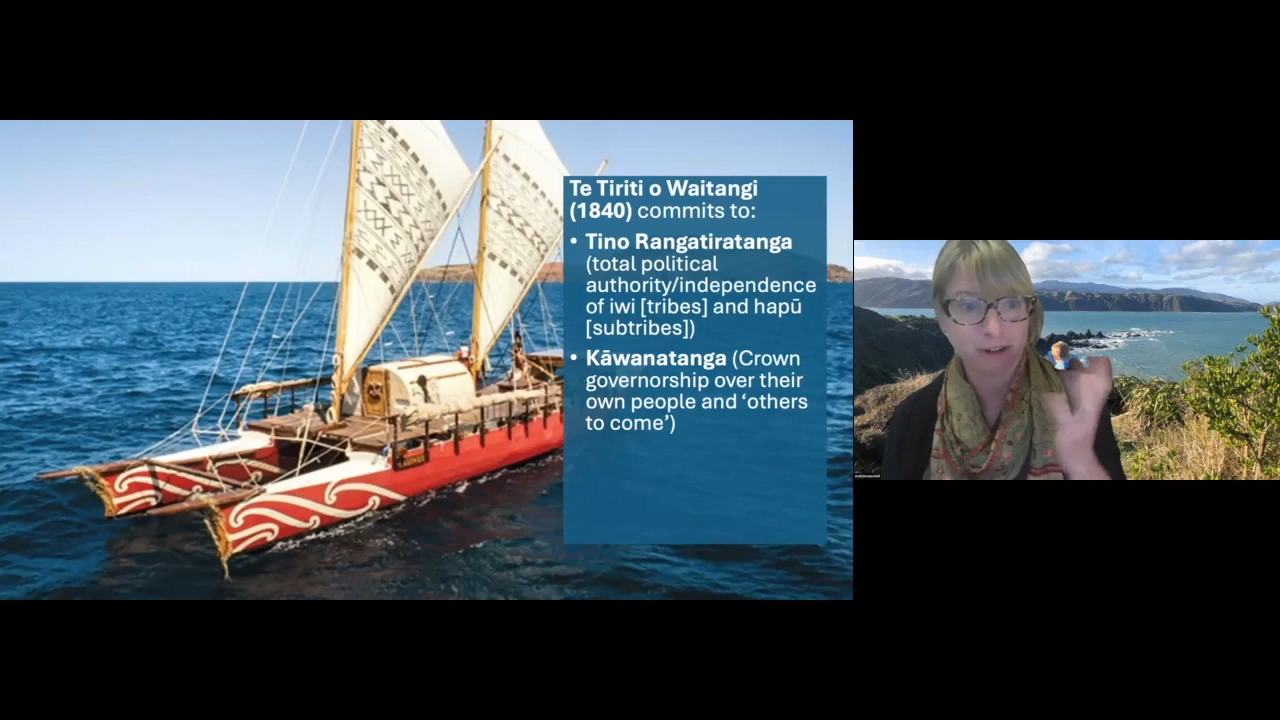 Te Tiriti o Waitangi
(1840) commits to:
• Tino Rangatiratanga
(total political
authority/independence
of iwi [tribes] and hapū
[subtribes])
• Kāwanatanga (Crown
governorship over their
own people and ‘others
to come’)